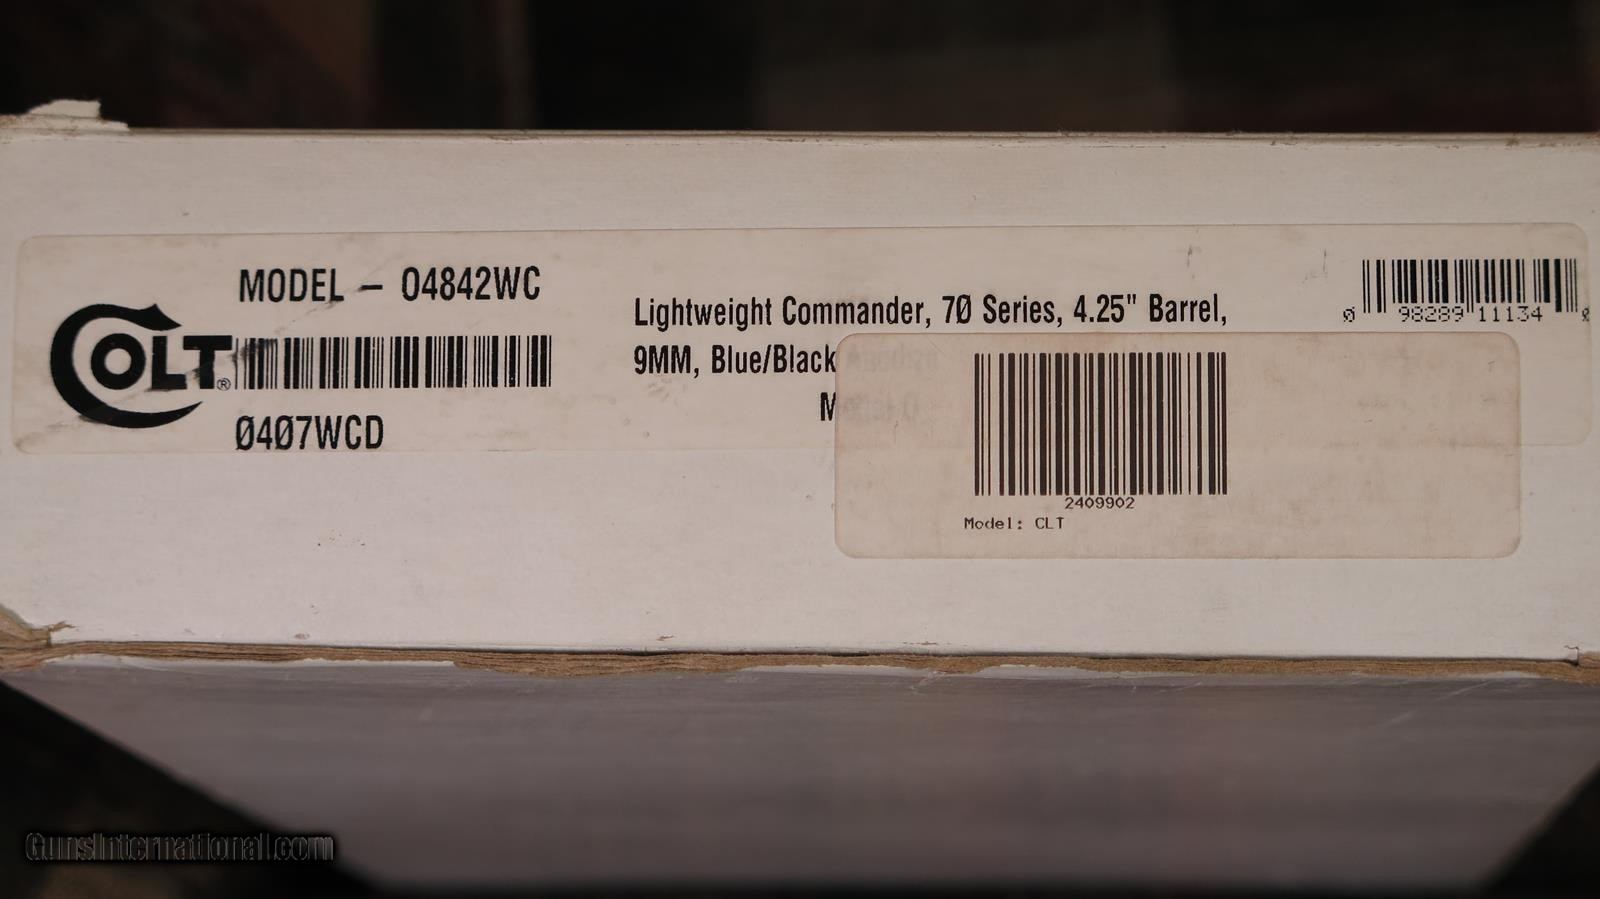 MODEL – 04842WC
COLT®
Ø4Ø7WCD
Lightweight Commander, 7Ø Series, 4.25" Barrel,
9MM, Blue/Black
M
Ø 98289 11134
2409902
Model: CLT
GunsInternational.com